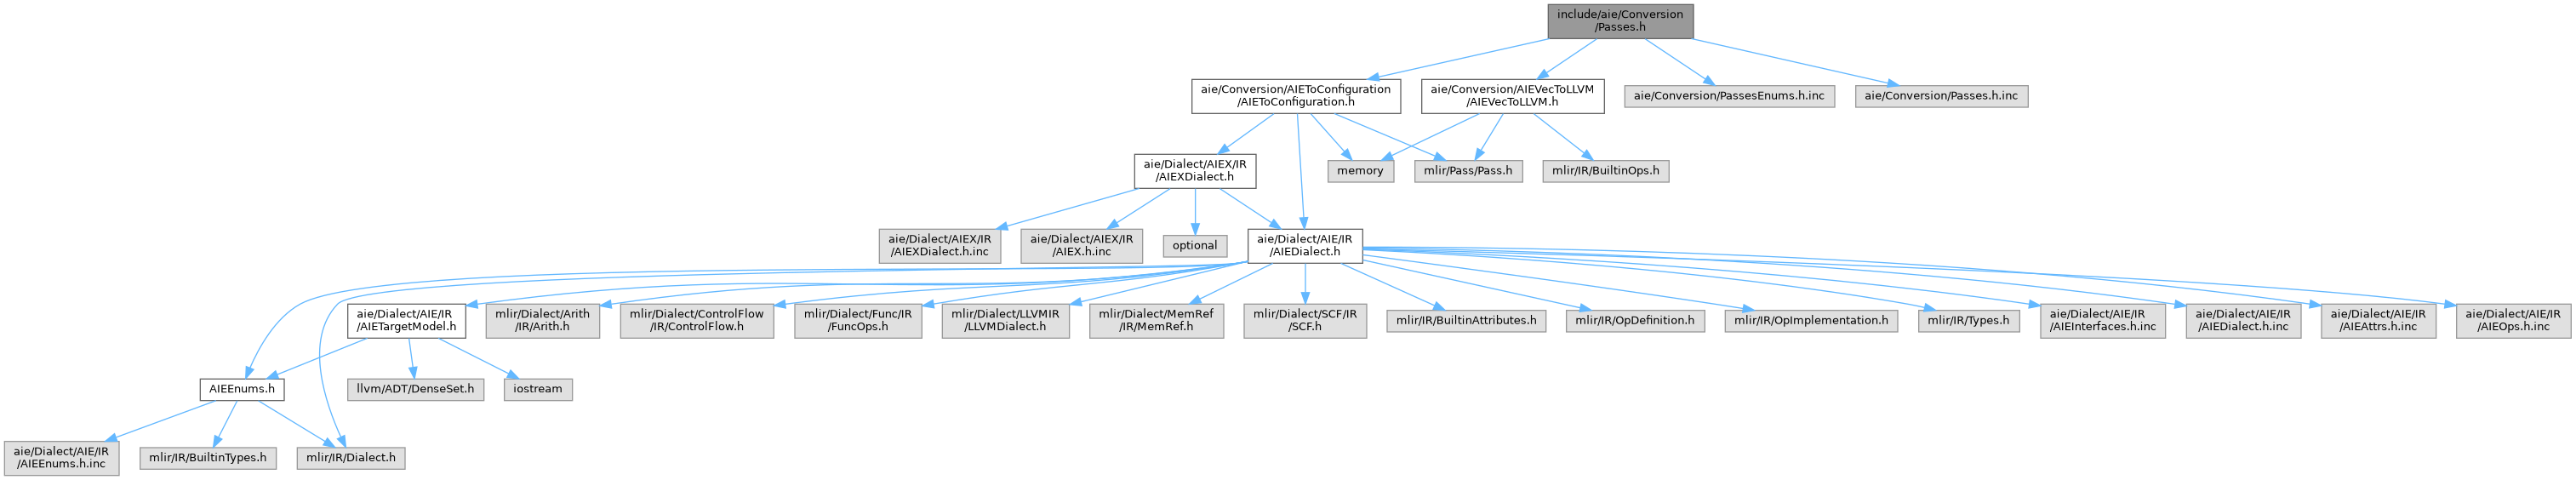 include/aie/Conversion
/Passes.h
aie/Conversion/AIEToConfiguration
/AIEToConfiguration.h
aie/Conversion/AIEVecToLLVM
/AIEVecToLLVM.h
aie/Conversion/PassesEnums.h.inc
aie/Conversion/Passes.h.inc
aie/Dialect/AIEX/IR
/AIEXDialect.h
memory
mlir/Pass/Pass.h
mlir/IR/BuiltinOps.h
aie/Dialect/AIEX/IR
/AIEXDialect.h.inc
aie/Dialect/AIEX/IR
/AIEX.h.inc
optional
aie/Dialect/AIE/IR
/AIEDialect.h
aie/Dialect/AIE/IR
/AIETargetModel.h
mlir/Dialect/Arith
/IR/Arith.h
mlir/Dialect/ControlFlow
/IR/ControlFlow.h
mlir/Dialect/Func/IR
/FuncOps.h
mlir/Dialect/LLVMIR
/LLVMDialect.h
mlir/Dialect/MemRef
/IR/MemRef.h
mlir/Dialect/SCF/IR
/SCF.h
mlir/IR/BuiltinAttributes.h
mlir/IR/OpDefinition.h
mlir/IR/OpImplementation.h
mlir/IR/Types.h
aie/Dialect/AIE/IR
/AIEInterfaces.h.inc
aie/Dialect/AIE/IR
/AIEDialect.h.inc
aie/Dialect/AIE/IR
/AIEAttrs.h.inc
aie/Dialect/AIE/IR
/AIEOps.h.inc
AIEEnums.h
llvm/ADT/DenseSet.h
iostream
aie/Dialect/AIE/IR
/AIEEnums.h.inc
mlir/IR/BuiltinTypes.h
mlir/IR/Dialect.h